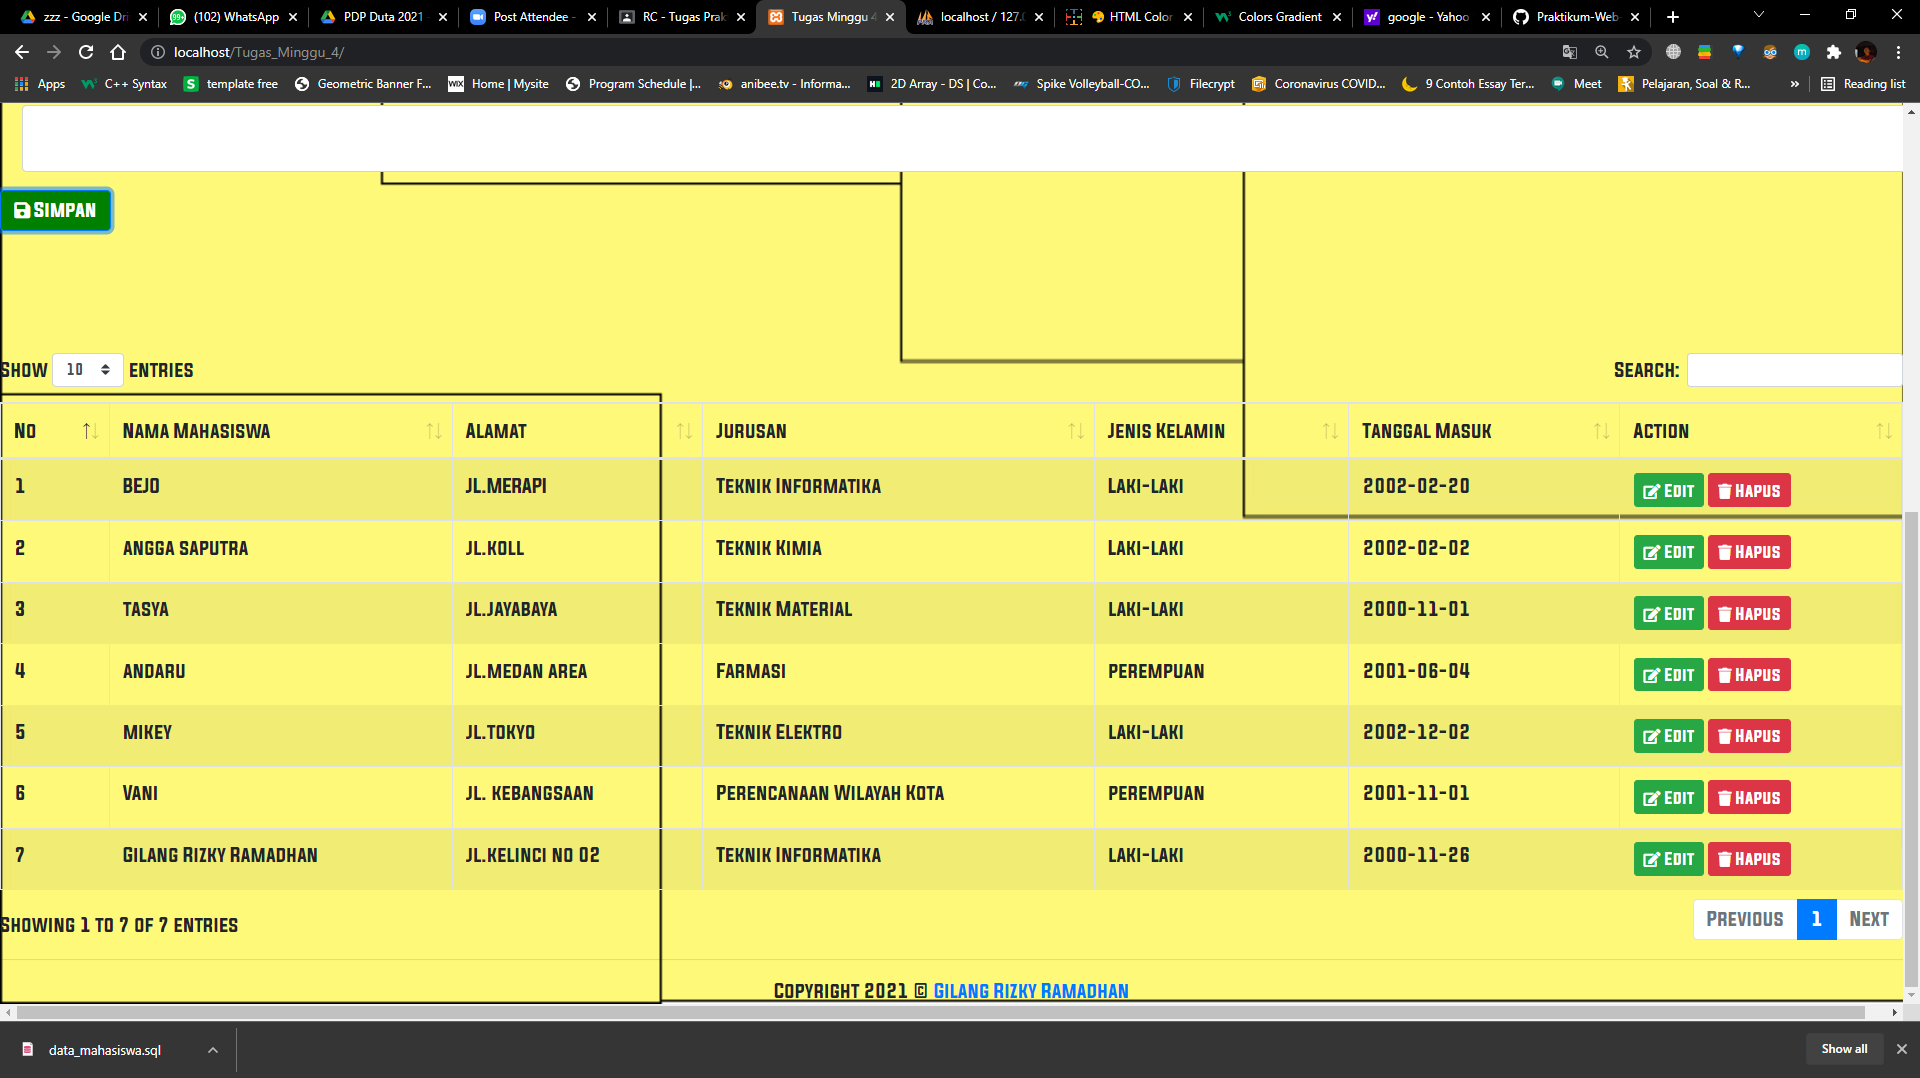 zzz - Google Dri
(102) WhatsApp
PDP Duta 2021 -
Post Attendee -
RC - Tugas Prak
Tugas Minggu 4
localhost / 127.0
HTML Color
Colors Gradient
google - Yahoo
Praktikum-Web
localhost/Tugas_Minggu_4/
Apps
C++ Syntax
template free
Geometric Banner F...
Home | Mysite
Program Schedule |...
anibee.tv - Informa...
2D Array - DS | Co...
Spike Volleyball-CO...
Filecrypt
Coronavirus COVID...
9 Contoh Essay Ter...
Meet
Pelajaran, Soal & R...
»
Reading list
Simpan
Show 10 entries
Search:
No Nama Mahasiswa Alamat Jurusan Jenis Kelamin Tanggal Masuk Action
1 BEJO JL.MERAPI Teknik Informatika Laki-laki 2002-02-20 Edit Hapus
2 angga saputra jl.koll Teknik Kimia Laki-laki 2002-02-02 Edit Hapus
3 tasya jl.jayabaya Teknik Material laki-laki 2000-11-01 Edit Hapus
4 andaru jl.medan area Farmasi perempuan 2001-06-04 Edit Hapus
5 mikey jl.tokyo Teknik Elektro laki-laki 2002-12-02 Edit Hapus
6 Vani jl. kebangsaan Perencanaan Wilayah Kota perempuan 2001-11-01 Edit Hapus
7 Gilang Rizky Ramadhan jl.kelinci no 02 Teknik Informatika laki-laki 2000-11-26 Edit Hapus
Showing 1 to 7 of 7 entries
Previous 1 Next
Copyright 2021 © Gilang Rizky Ramadhan
data_mahasiswa.sql
Show all